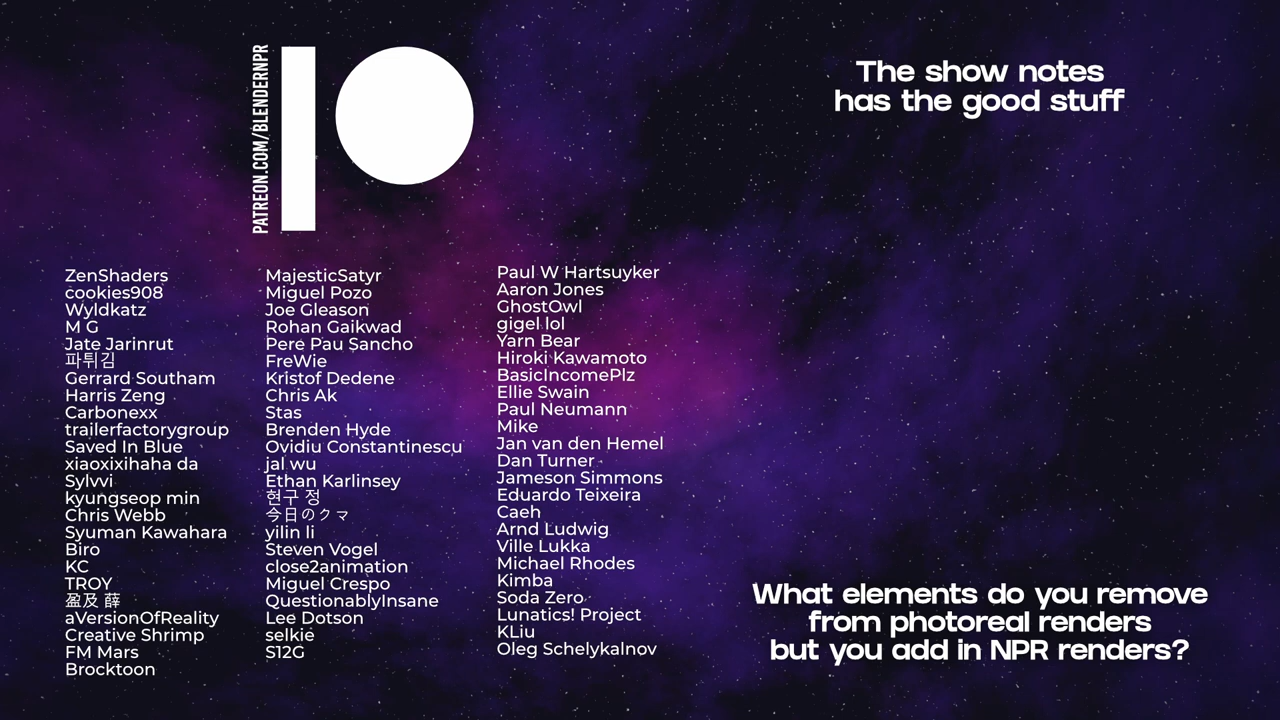 PATREON.COM/BLENDERNPR
The show notes
has the good stuff
ZenShaders
cookies908
Wyldkatz
M G
Jate Jarinrut
파튀김
Gerrard Southam
Harris Zeng
Carbonexx
trailerfactorygroup
Saved In Blue
xiaoxixihaha da
Sylvvi
kyungseop min
Chris Webb
Syuman Kawahara
Biro
KC
TROY
盈及 薛
aVersionOfReality
Creative Shrimp
FM Mars
Brocktoon
MajesticSatyr
Miguel Pozo
Joe Gleason
Rohan Gaikwad
Pere Pau Sancho
FreWie
Kristof Dedene
Chris Ak
Stas
Brenden Hyde
Ovidiu Constantinescu
jal wu
Ethan Karlinsey
현구 정
今日のクマ
yilin li
Steven Vogel
close2animation
Miguel Crespo
QuestionablyInsane
Lee Dotson
selkie
S12G
Paul W Hartsuyker
Aaron Jones
GhostOwl
gigel lol
Yarn Bear
Hiroki Kawamoto
BasicIncomePlz
Ellie Swain
Paul Neumann
Mike
Jan van den Hemel
Dan Turner
Jameson Simmons
Eduardo Teixeira
Caeh
Arnd Ludwig
Ville Lukka
Michael Rhodes
Kimba
Soda Zero
Lunatics! Project
KLiu
Oleg Schelykalnov
What elements do you remove
from photoreal renders
but you add in NPR renders?